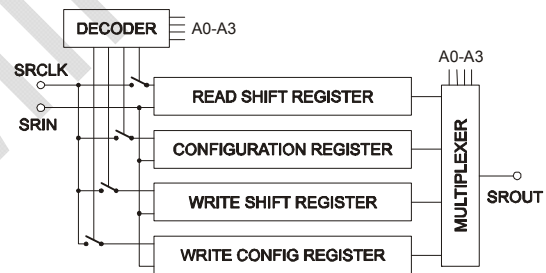 DECODER
A0-A3
SRCLK
A0-A3
READ SHIFT REGISTER
SRIN
CONFIGURATION REGISTER
MULTIPLEXER
WRITE SHIFT REGISTER
SROUT
WRITE CONFIG REGISTER